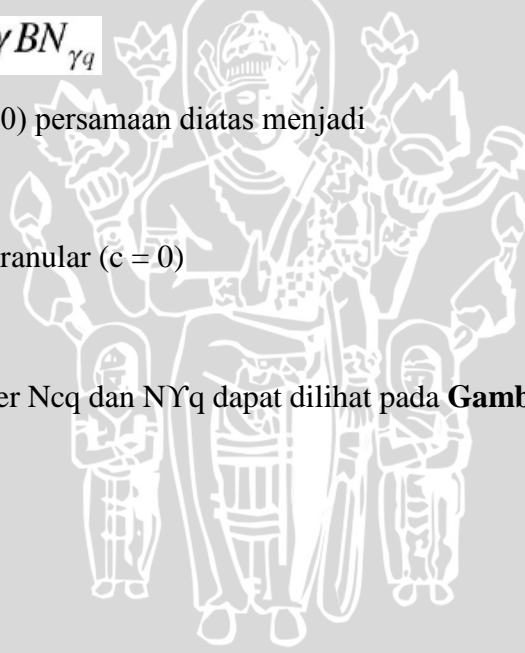 γBN_γq
0) persamaan diatas menjadi
ranular (c = 0)
er Ncq dan Nϒq dapat dilihat pada Gamb